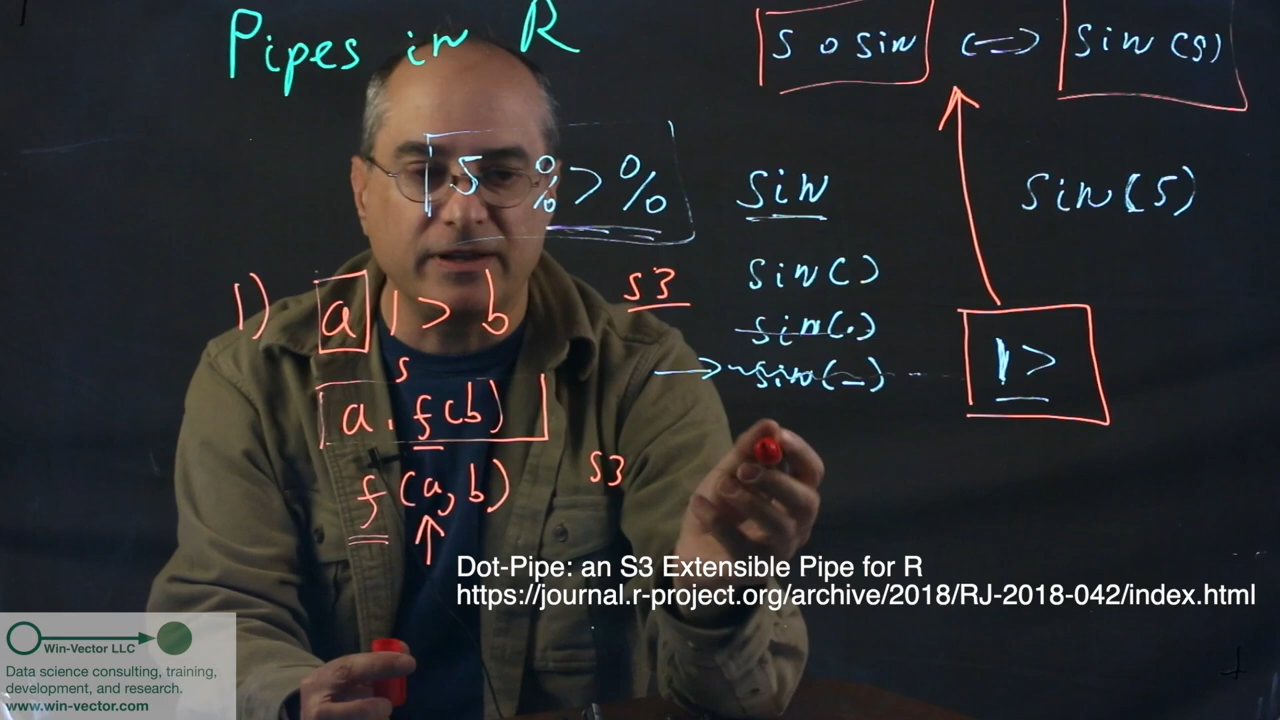 Pipes in R
S o sin <-> sin(s)
5 %>% sin
sin(5)
sin()
sin(.)
sin(_)
|>
1) a |> b
S3
s
a. f(b)
S3
f(a, b)
Dot-Pipe: an S3 Extensible Pipe for R
https://journal.r-project.org/archive/2018/RJ-2018-042/index.html
Win-Vector LLC
Data science consulting, training,
development, and research.
www.win-vector.com